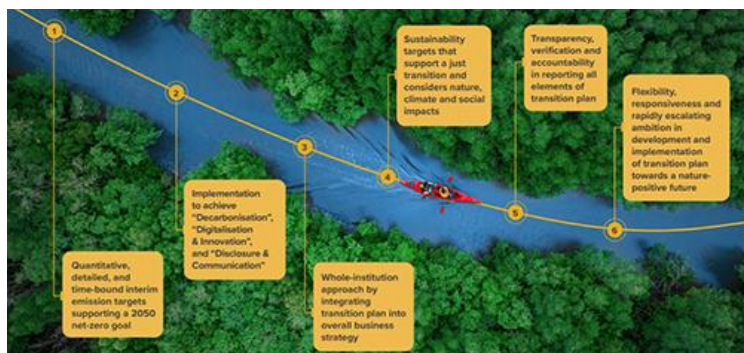 1
Quantitative,
detailed, and
time-bound interim
emission targets
supporting a 2050
net-zero goal
2
Implementation
to achieve
"Decarbonisation",
"Digitalisation
& Innovation",
and "Disclosure &
Communication"
3
Whole-institution
approach by
integrating
transition plan into
overall business
strategy
4
Sustainability
targets that
support a just
transition and
considers nature,
climate and social
impacts
5
Transparency,
verification and
accountability
in reporting all
elements of
transition plan
6
Flexibility,
responsiveness and
rapidly escalating
ambition in
development and
implementation
of transition plan
towards a nature-
positive future